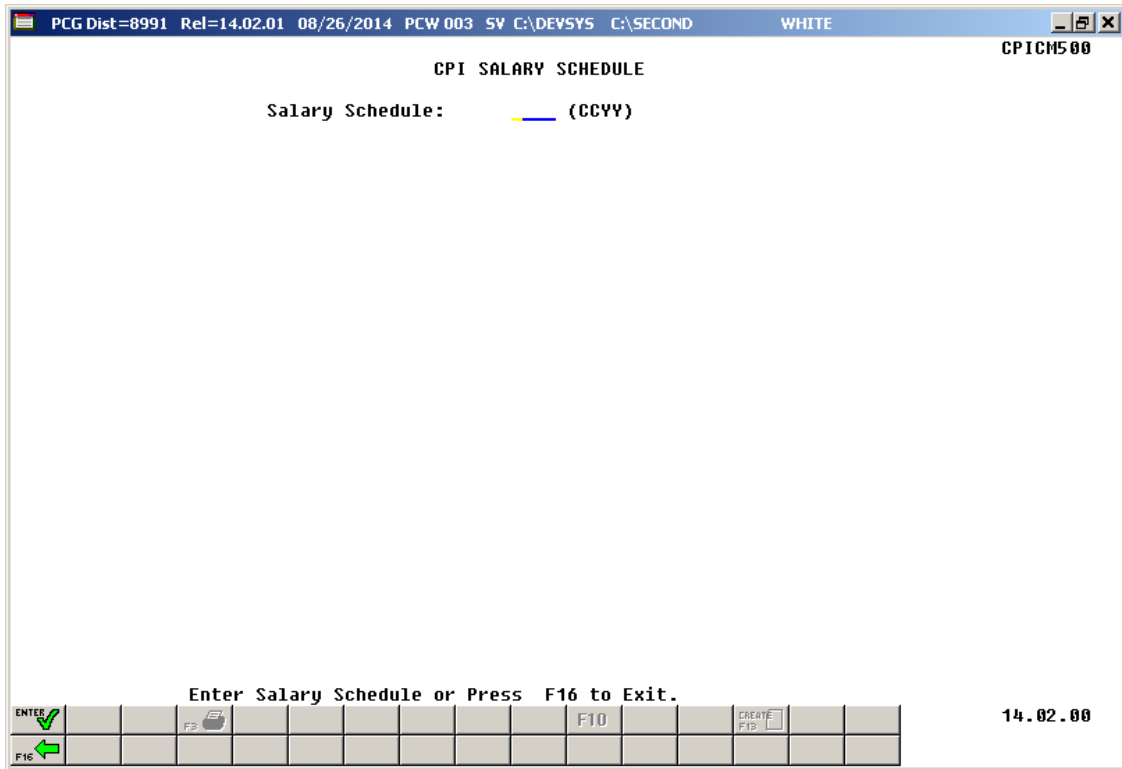 PCG Dist=8991 Rel=14.02.01 08/26/2014 PCW 003 SV C:\DEVSYS C:\SECOND WHITE
CPICM500
CPI SALARY SCHEDULE
Salary Schedule: ____ (CCYY)
Enter Salary Schedule or Press F16 to Exit.
ENTER F3 F10 CREATE F13 14.02.00
F16